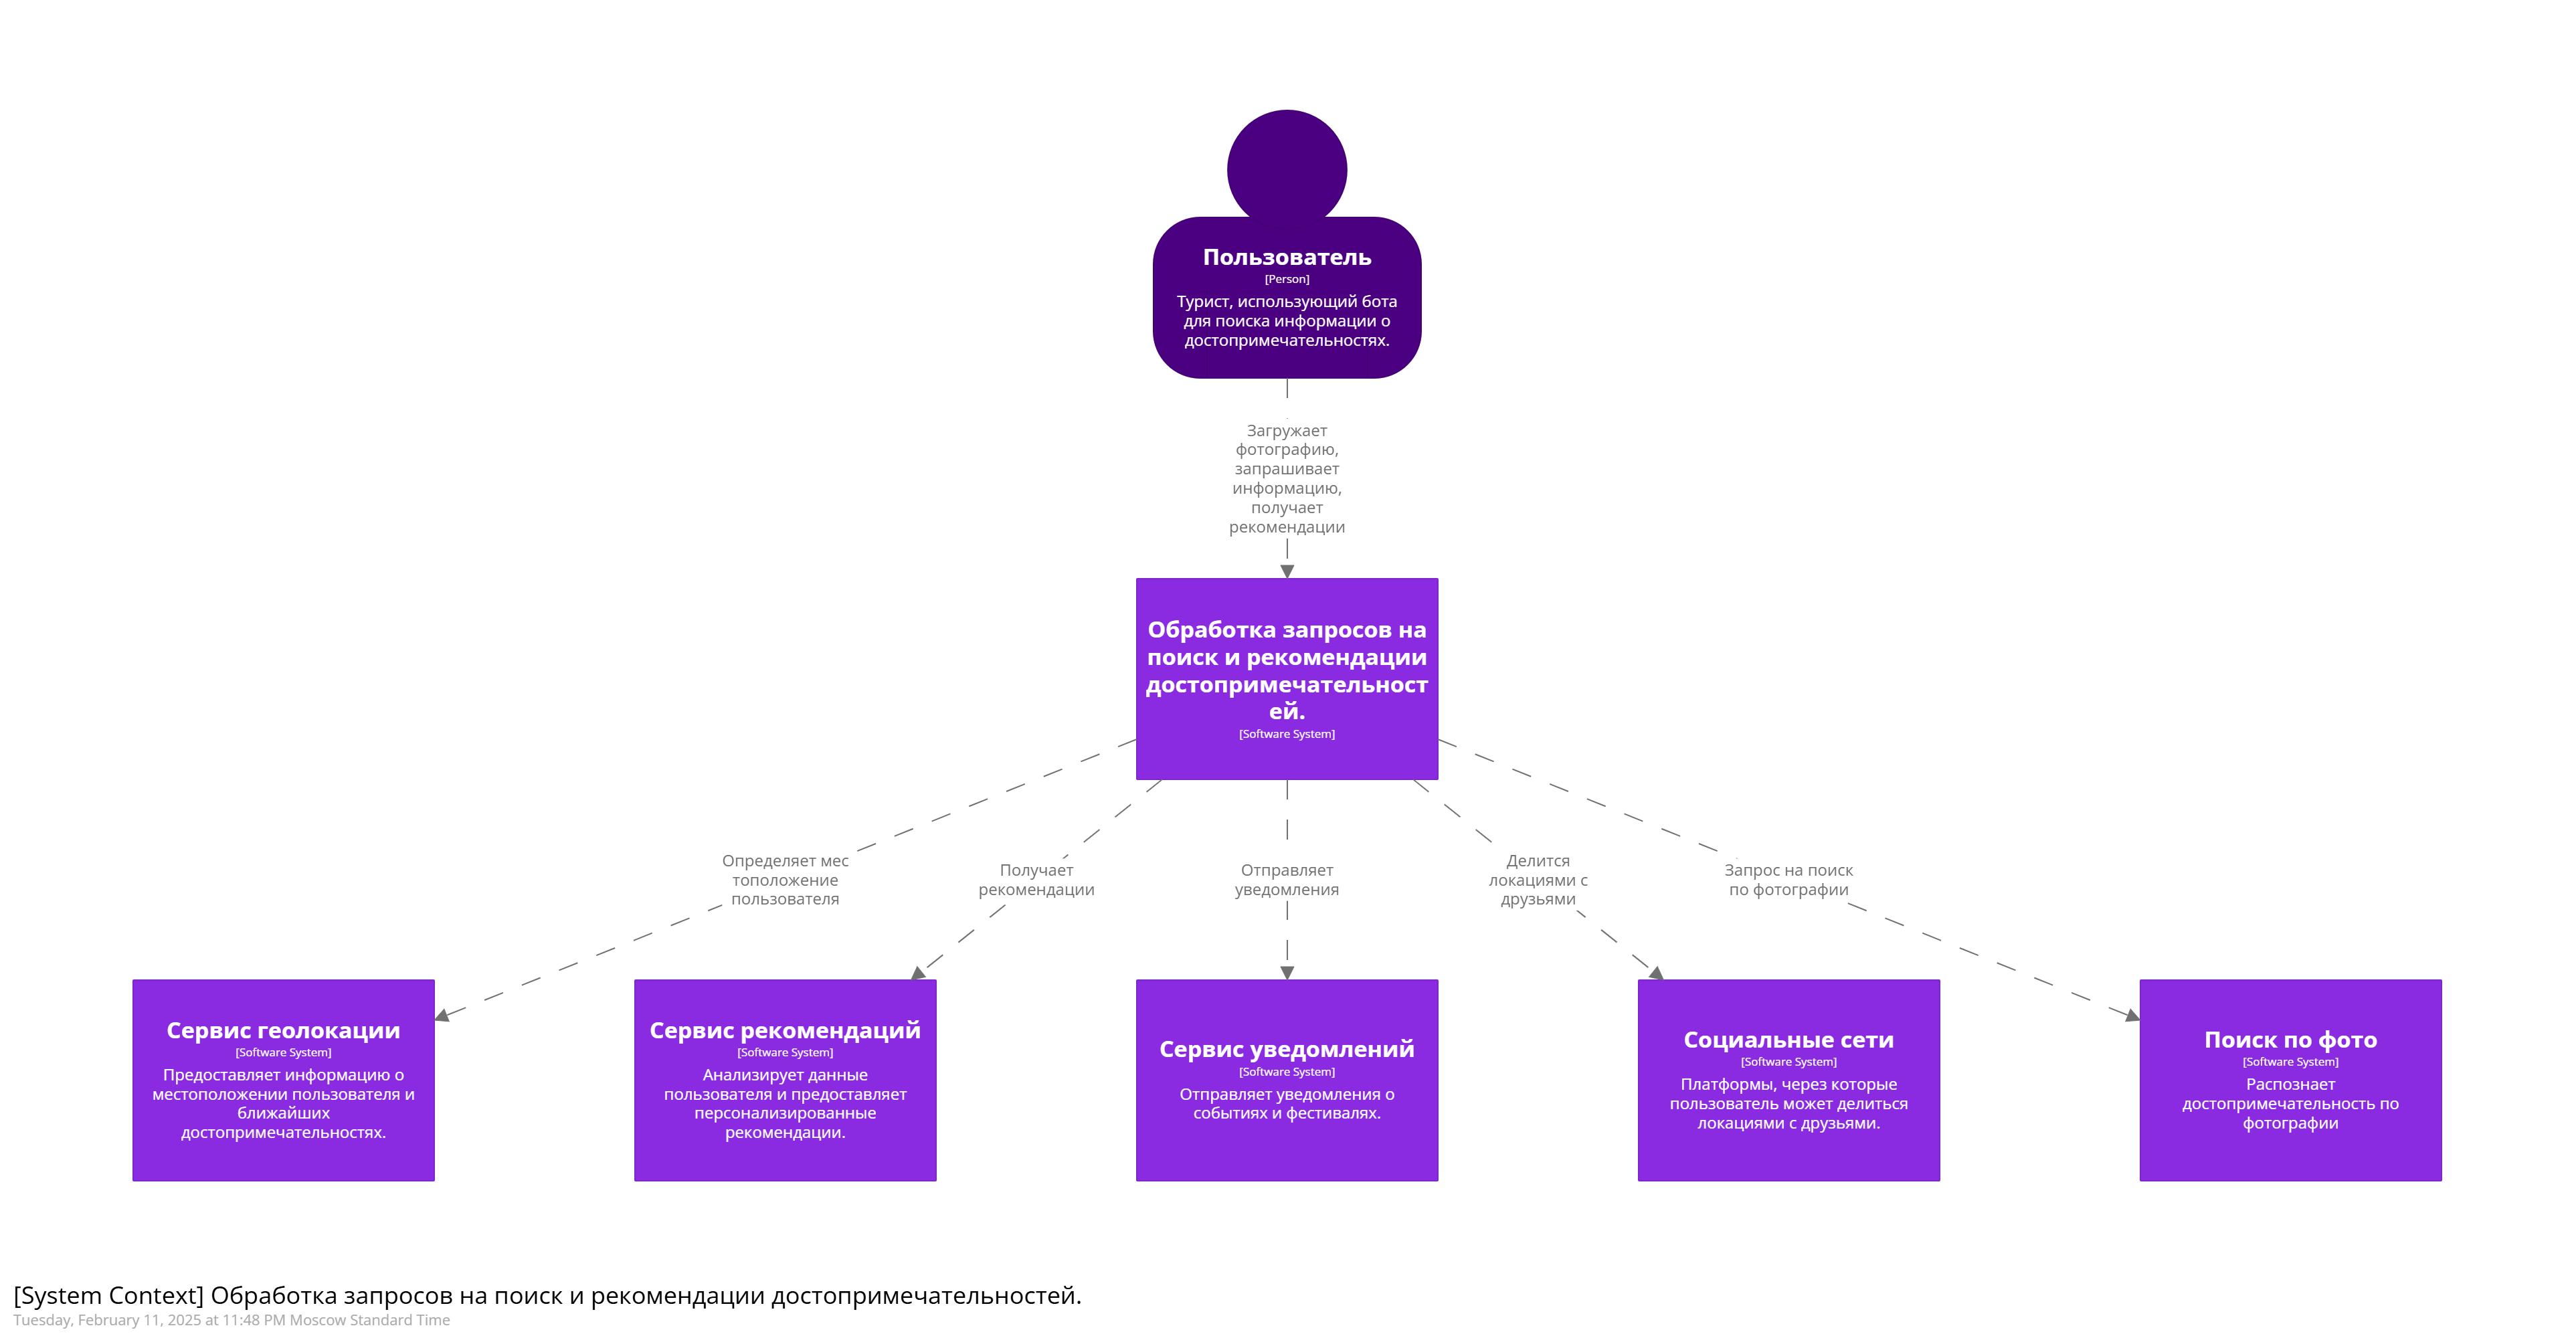 Пользователь
[Person]
Турист, использующий бота
для поиска информации о
достопримечательностях.
Загружает
фотографию,
запрашивает
информацию,
получает
рекомендации
Обработка запросов на
поиск и рекомендации
достопримечательност
ей.
[Software System]
Определяет мес
тоположение
пользователя
Получает
рекомендации
Отправляет
уведомления
Делится
локациями с
друзьями
Запрос на поиск
по фотографии
Сервис геолокации
[Software System]
Предоставляет информацию о
местоположении пользователя и
ближайших
достопримечательностях.
Сервис рекомендаций
[Software System]
Анализирует данные
пользователя и предоставляет
персонализированные
рекомендации.
Сервис уведомлений
[Software System]
Отправляет уведомления о
событиях и фестивалях.
Социальные сети
[Software System]
Платформы, через которые
пользователь может делиться
локациями с друзьями.
Поиск по фото
[Software System]
Распознает
достопримечательность по
фотографии
[System Context] Обработка запросов на поиск и рекомендации достопримечательностей.
Tuesday, February 11, 2025 at 11:48 PM Moscow Standard Time